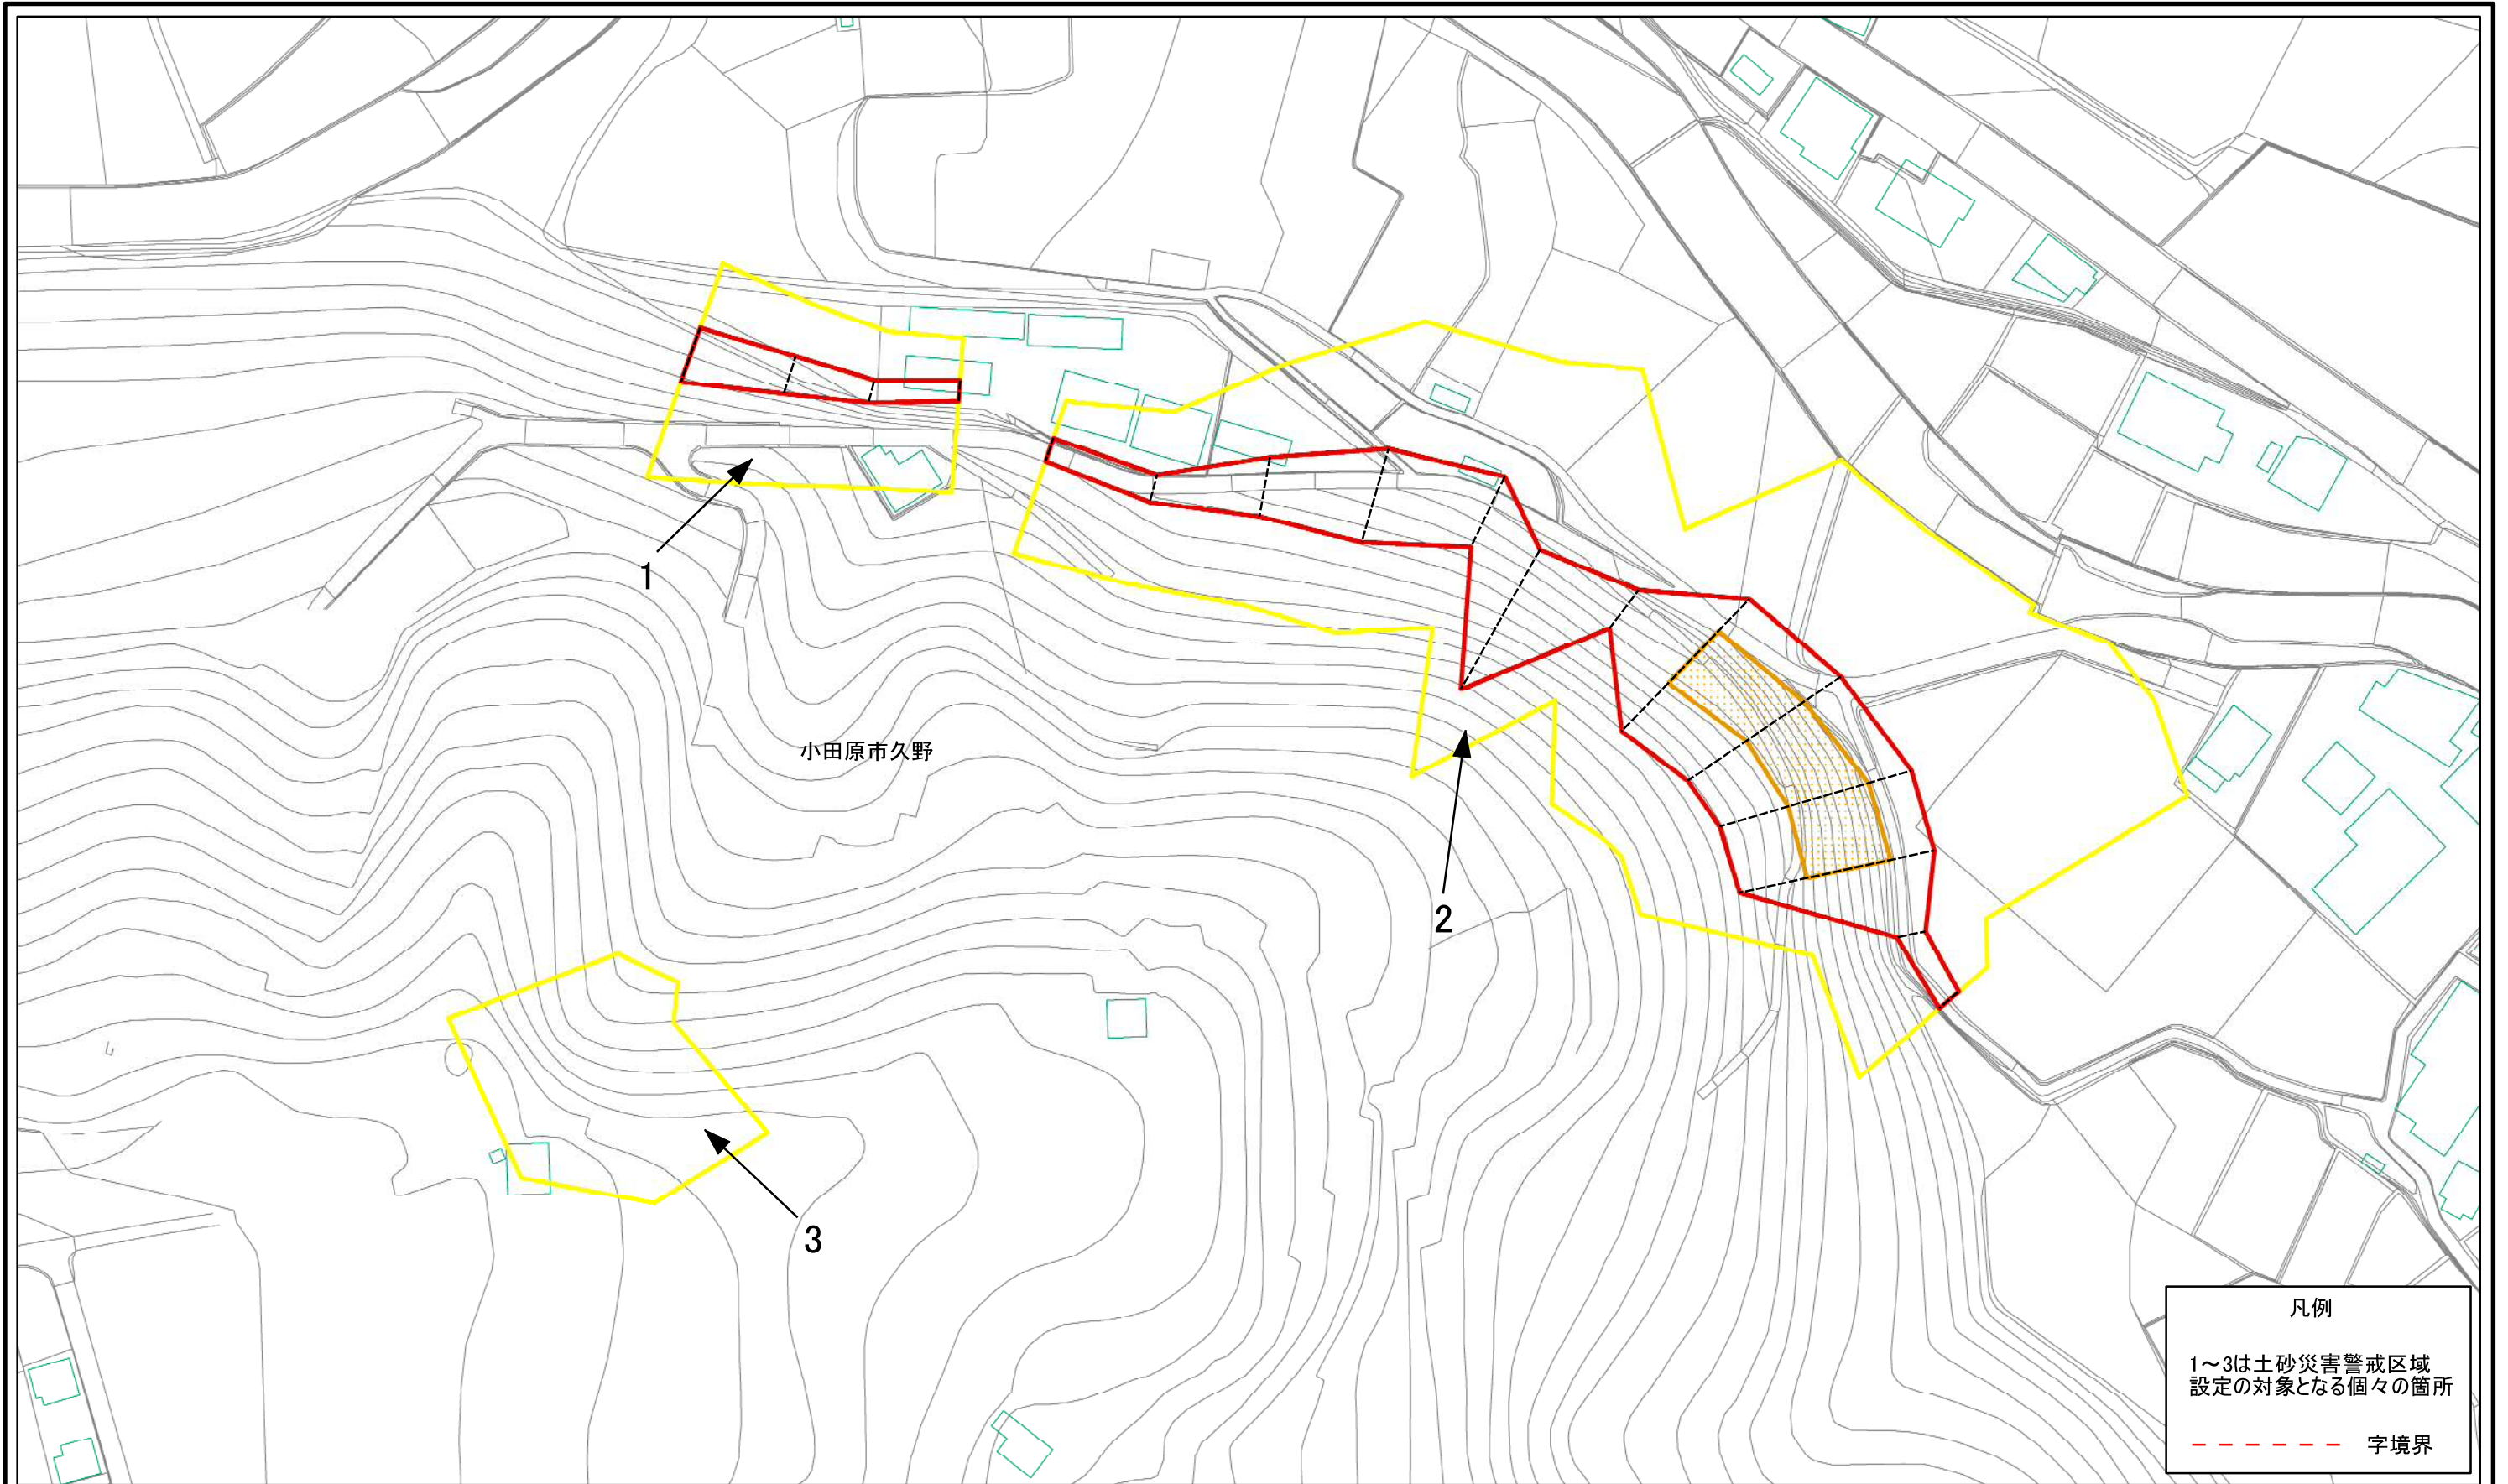 1
小田原市久野
2
3
凡例
1～3は土砂災害警戒区域
設定の対象となる個々の箇所
字境界